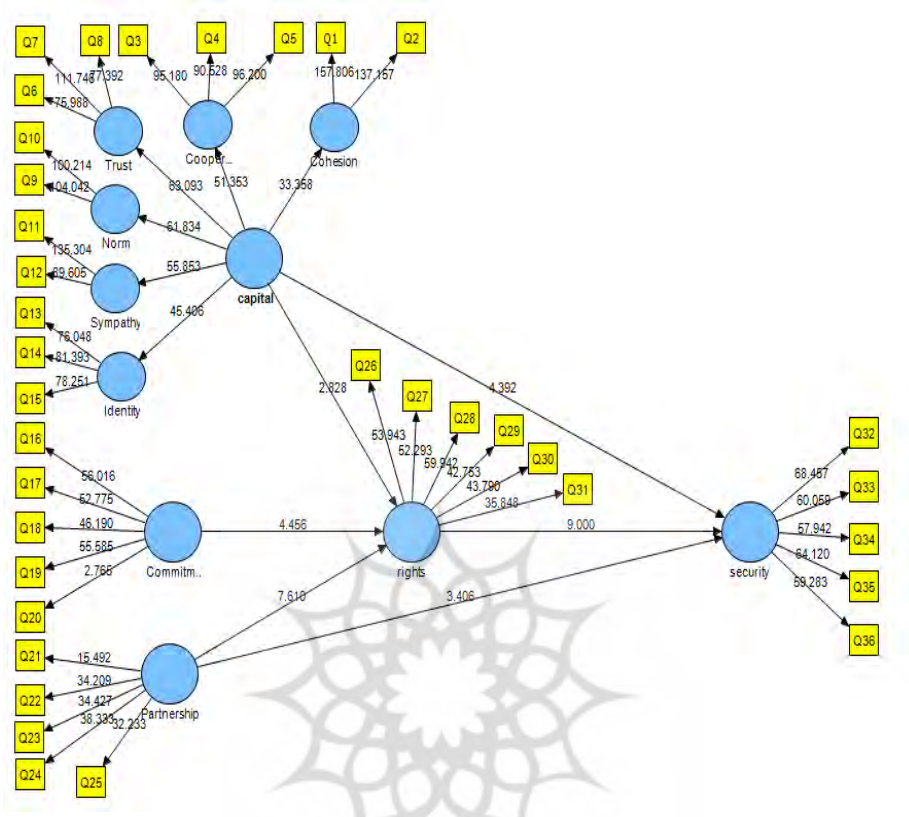 Q7
Q8
Q3
Q4
Q5
Q1
Q2
111.746
77.392
95.180
90.528
96.200
157.806
137.157
Q6
75.988
Trust
Cooper..
Cohesion
Q10
100.214
63.093
51.353
33.358
Q9
104.042
Norm
61.834
Q11
135.304
55.853
capital
Q12
89.605
Sympathy
45.406
Q13
76.048
Q14
81.393
Q15
78.251
Identity
2.828
4.392
Q26
Q27
Q28
Q29
Q30
Q31
53.943
52.293
59.942
42.753
43.790
35.848
Q16
56.016
Q17
62.775
Q18
46.190
Q19
55.585
Q20
2.765
Commitm..
4.456
rights
9.000
security
Q32
68.457
Q33
60.059
Q34
57.942
Q35
64.120
Q36
59.283
7.610
3.406
Q21
15.492
Q22
34.209
Q23
34.427
Q24
38.333
Q25
32.233
Partnership